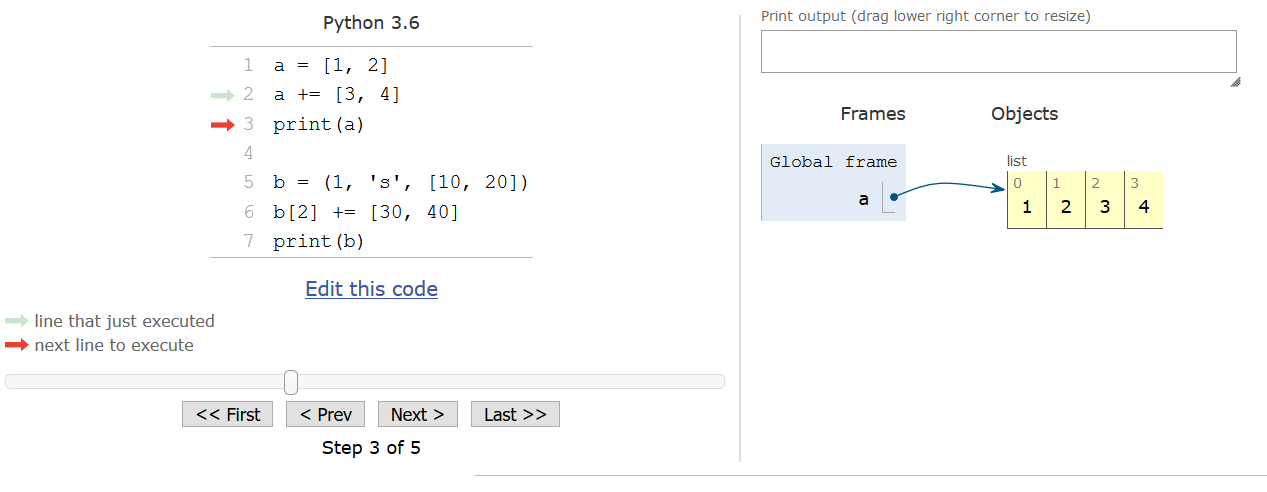 Python 3.6
1 a = [1, 2]
2 a += [3, 4]
3 print(a)
4
5 b = (1, 's', [10, 20])
6 b[2] += [30, 40]
7 print(b)
Edit this code
line that just executed
next line to execute
<< First < Prev Next > Last >>
Step 3 of 5
Print output (drag lower right corner to resize)
Frames Objects
Global frame
a
list
0 1 2 3
1 2 3 4